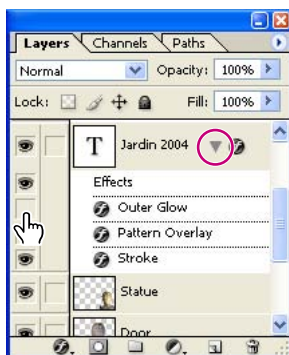 Layers Channels Paths
Normal Opacity: 100%
Lock: Fill: 100%
T Jardin 2004
Effects
Outer Glow
Pattern Overlay
Stroke
Statue
Door